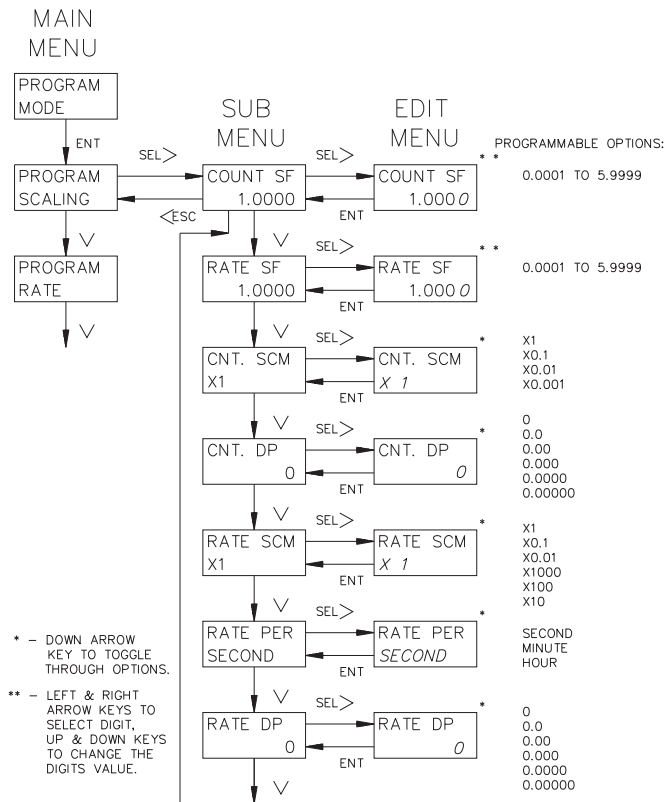 MAIN
MENU
PROGRAM
MODE
ENT
PROGRAM
SCALING
PROGRAM
RATE
SUB
MENU
EDIT
MENU
PROGRAMMABLE OPTIONS:
SEL>
COUNT SF
1.0000
SEL>
COUNT SF
1.0000
* *
0.0001 TO 5.9999
<ESC
ENT
SEL>
RATE SF
1.0000
RATE SF
1.0000
* *
0.0001 TO 5.9999
ENT
SEL>
CNT. SCM
X1
CNT. SCM
X 1
*
X1
X0.1
X0.01
X0.001
ENT
SEL>
CNT. DP
0
CNT. DP
0
*
0
0.0
0.00
0.000
0.0000
0.00000
ENT
SEL>
RATE SCM
X1
RATE SCM
X 1
*
X1
X0.1
X0.01
X1000
X100
X10
ENT
SEL>
RATE PER
SECOND
RATE PER
SECOND
*
SECOND
MINUTE
HOUR
ENT
SEL>
RATE DP
0
RATE DP
0
*
0
0.0
0.00
0.000
0.0000
0.00000
ENT
* – DOWN ARROW
KEY TO TOGGLE
THROUGH OPTIONS.
** – LEFT & RIGHT
ARROW KEYS TO
SELECT DIGIT,
UP & DOWN KEYS
TO CHANGE THE
DIGITS VALUE.